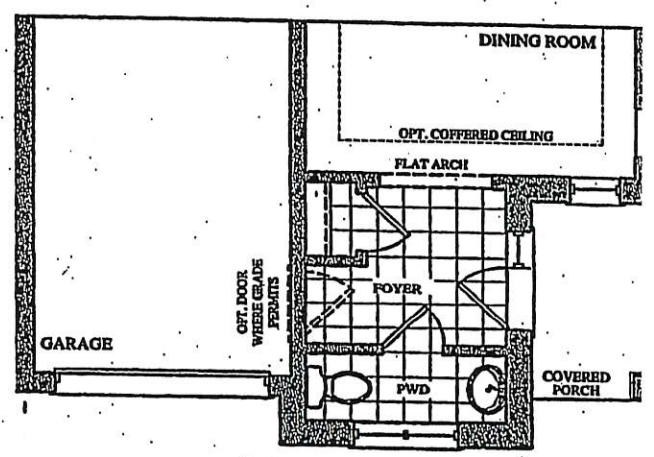 DINING ROOM
OPT. COFFERED CEILING
FLAT ARCH
OPT. DOOR
WHERE GRADE
PERMITS
FOYER
GARAGE
PWD
COVERED
PORCH